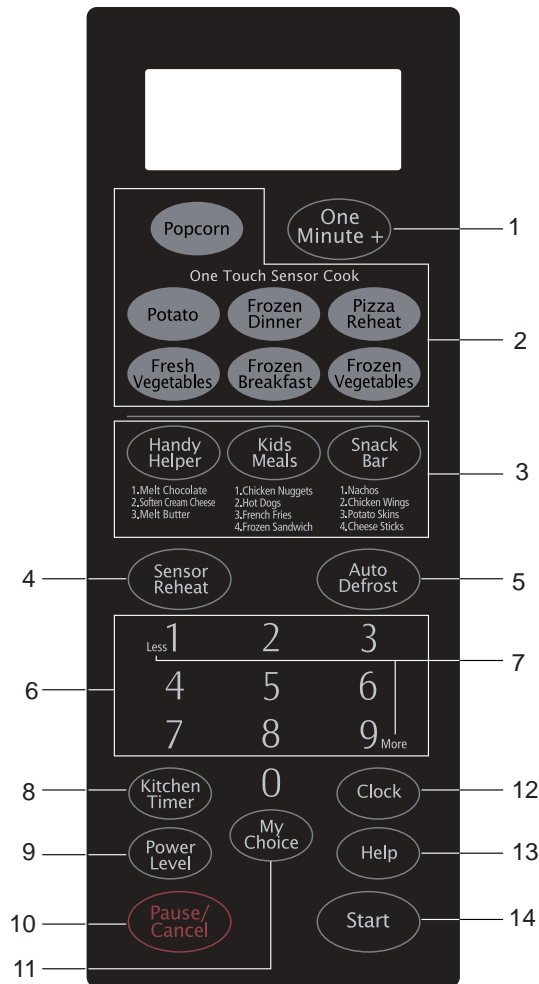 Popcorn
One
Minute +
1
One Touch Sensor Cook
Potato
Frozen
Dinner
Pizza
Reheat
2
Fresh
Vegetables
Frozen
Breakfast
Frozen
Vegetables
Handy
Helper
Kids
Meals
Snack
Bar
3
1.Melt Chocolate
2.Soften Cream Cheese
3.Melt Butter
1.Chicken Nuggets
2.Hot Dogs
3.French Fries
4.Frozen Sandwich
1.Nachos
2.Chicken Wings
3.Potato Skins
4.Cheese Sticks
4
Sensor
Reheat
Auto
Defrost
5
Less 1 2 3
7
6
4 5 6
7 8 9 More
0
8
Kitchen
Timer
Clock
12
My
Choice
9
Power
Level
Help
13
10
Pause/
Cancel
Start
14
11